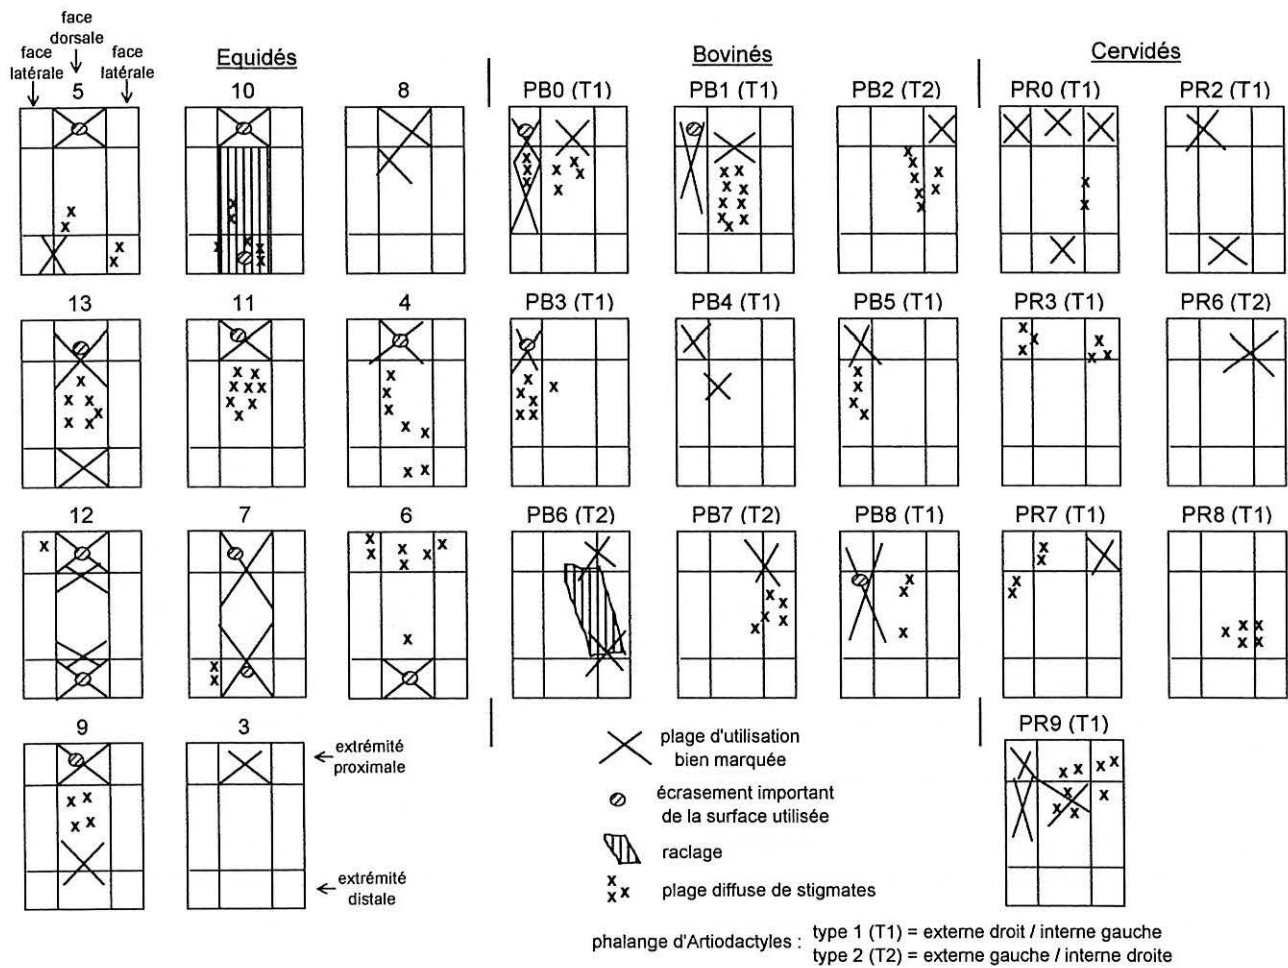 face
dorsale
face
latérale
face
latérale
Equidés
Bovinés
Cervidés
5
10
8
PB0 (T1)
PB1 (T1)
PB2 (T2)
PR0 (T1)
PR2 (T1)
13
11
4
PB3 (T1)
PB4 (T1)
PB5 (T1)
PR3 (T1)
PR6 (T2)
12
7
6
PB6 (T2)
PB7 (T2)
PB8 (T1)
PR7 (T1)
PR8 (T1)
9
3
PR9 (T1)
extrémité
proximale
extrémité
distale
plage d'utilisation
bien marquée
écrasement important
de la surface utilisée
raclage
plage diffuse de stigmates
phalange d'Artiodactyles : type 1 (T1) = externe droit / interne gauche
type 2 (T2) = externe gauche / interne droite